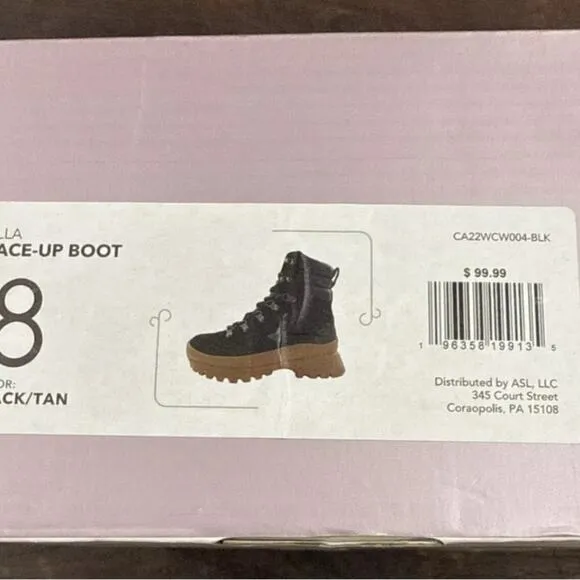 LLA
ACE-UP BOOT
8
OR:
ACK/TAN
CA22WCW004-BLK
$ 99.99
1 96358 19913 5
Distributed by ASL, LLC
345 Court Street
Coraopolis, PA 15108